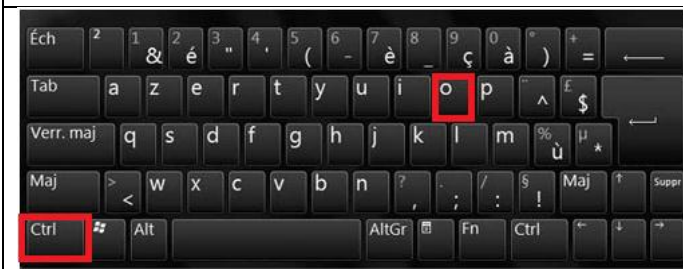 Éch ² 1 & 2 é 3 " 4 ' 5 ( 6 - 7 è 8 _ 9 ç 0 à ° ) + = ←
Tab a z e r t y u i o p ¨ ^ £ $ ↵
Verr. maj q s d f g h j k l m % ù µ *
Maj > < w x c v b n ? , . ; / : § ! Maj ↑ Suppr
Ctrl Alt AltGr Fn Ctrl ← ↓ →